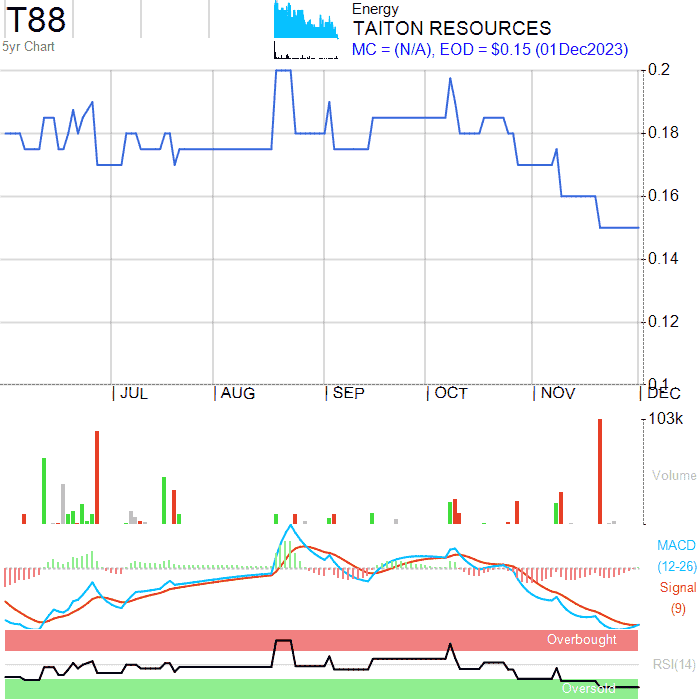 T88
5yr Chart
Energy
TAITON RESOURCES
MC = (N/A), EOD = $0.15 (01Dec2023)
0.2
0.18
0.16
0.14
0.12
0.1
JUL AUG SEP OCT NOV DEC
103k
Volume
MACD
(12-26)
Signal
(9)
Overbought
RSI(14)
Oversold